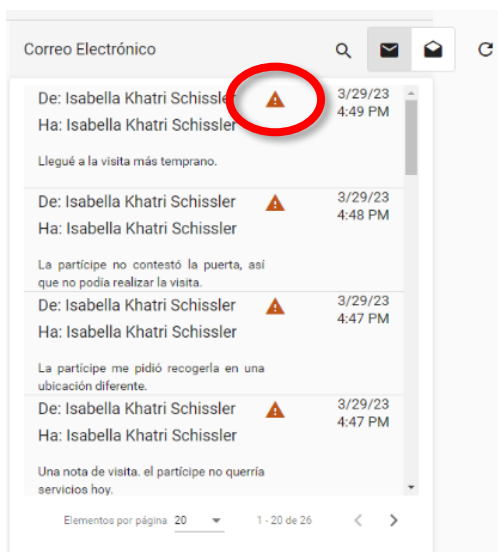 Correo Electrónico
De: Isabella Khatri Schissler
3/29/23
Ha: Isabella Khatri Schissler
4:49 PM
Llegué a la visita más temprano.
De: Isabella Khatri Schissler
3/29/23
Ha: Isabella Khatri Schissler
4:48 PM
La partícipe no contestó la puerta, así
que no podía realizar la visita.
De: Isabella Khatri Schissler
3/29/23
Ha: Isabella Khatri Schissler
4:47 PM
La partícipe me pidió recogerla en una
ubicación diferente.
De: Isabella Khatri Schissler
3/29/23
Ha: Isabella Khatri Schissler
4:47 PM
Una nota de visita. el partícipe no querría
servicios hoy.
Elementos por página 20
1 - 20 de 26